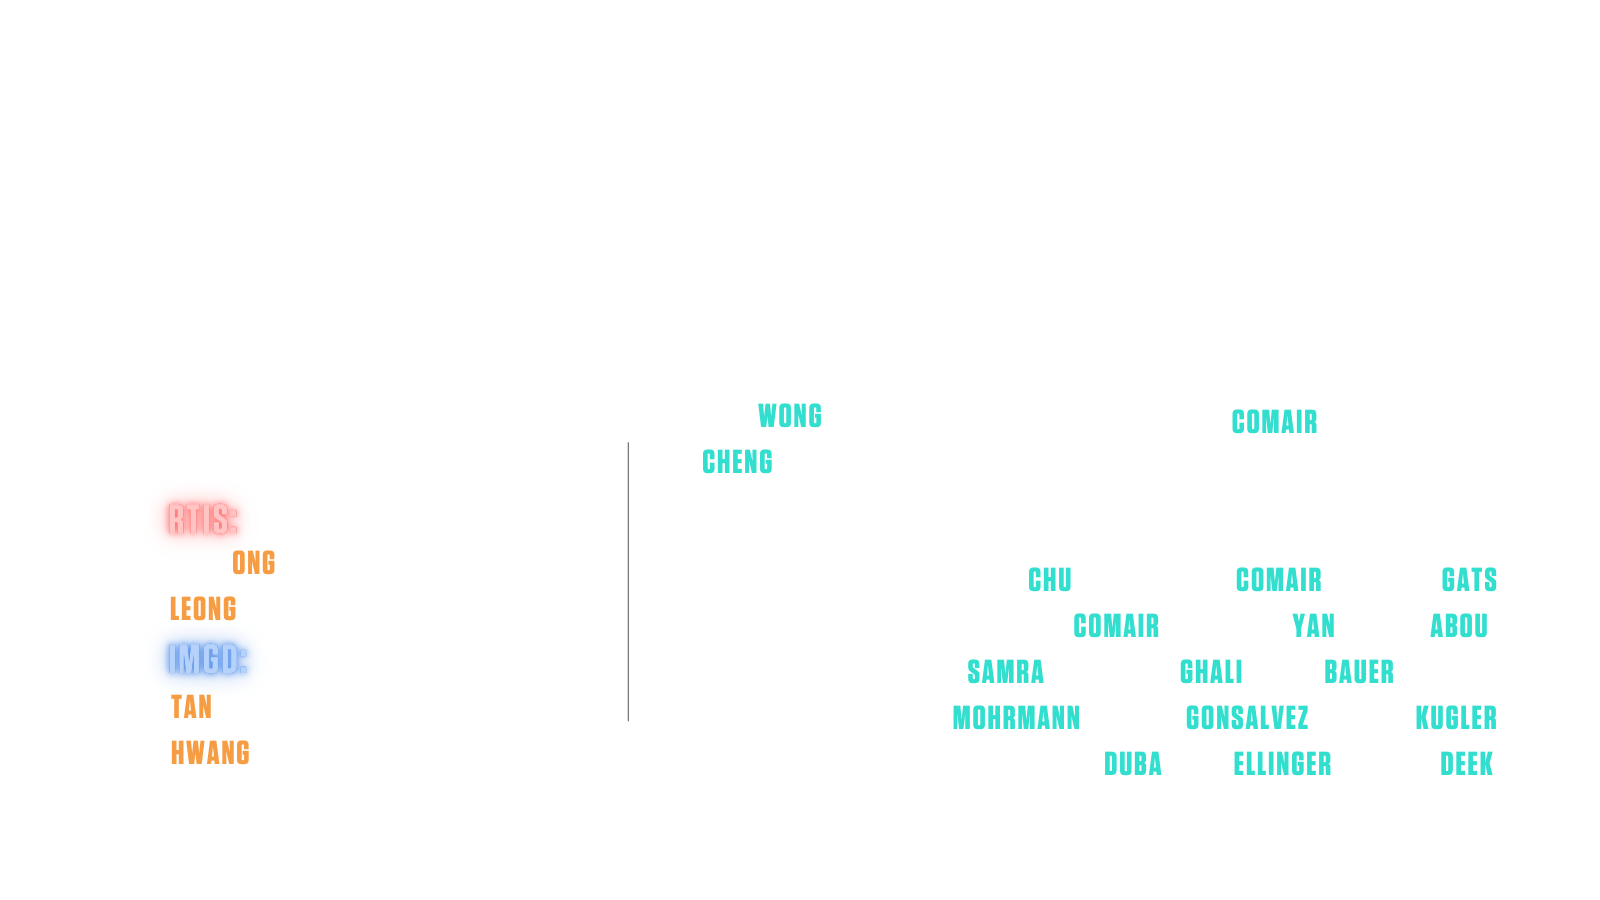 WONG
CHENG
COMAIR
RTIS:
ONG
LEONG
IMGD:
TAN
HWANG
CHU COMAIR GATS
COMAIR YAN ABOU
SAMRA GHALI BAUER
MOHRMANN GONSALVEZ KUGLER
DUBA ELLINGER DEEK